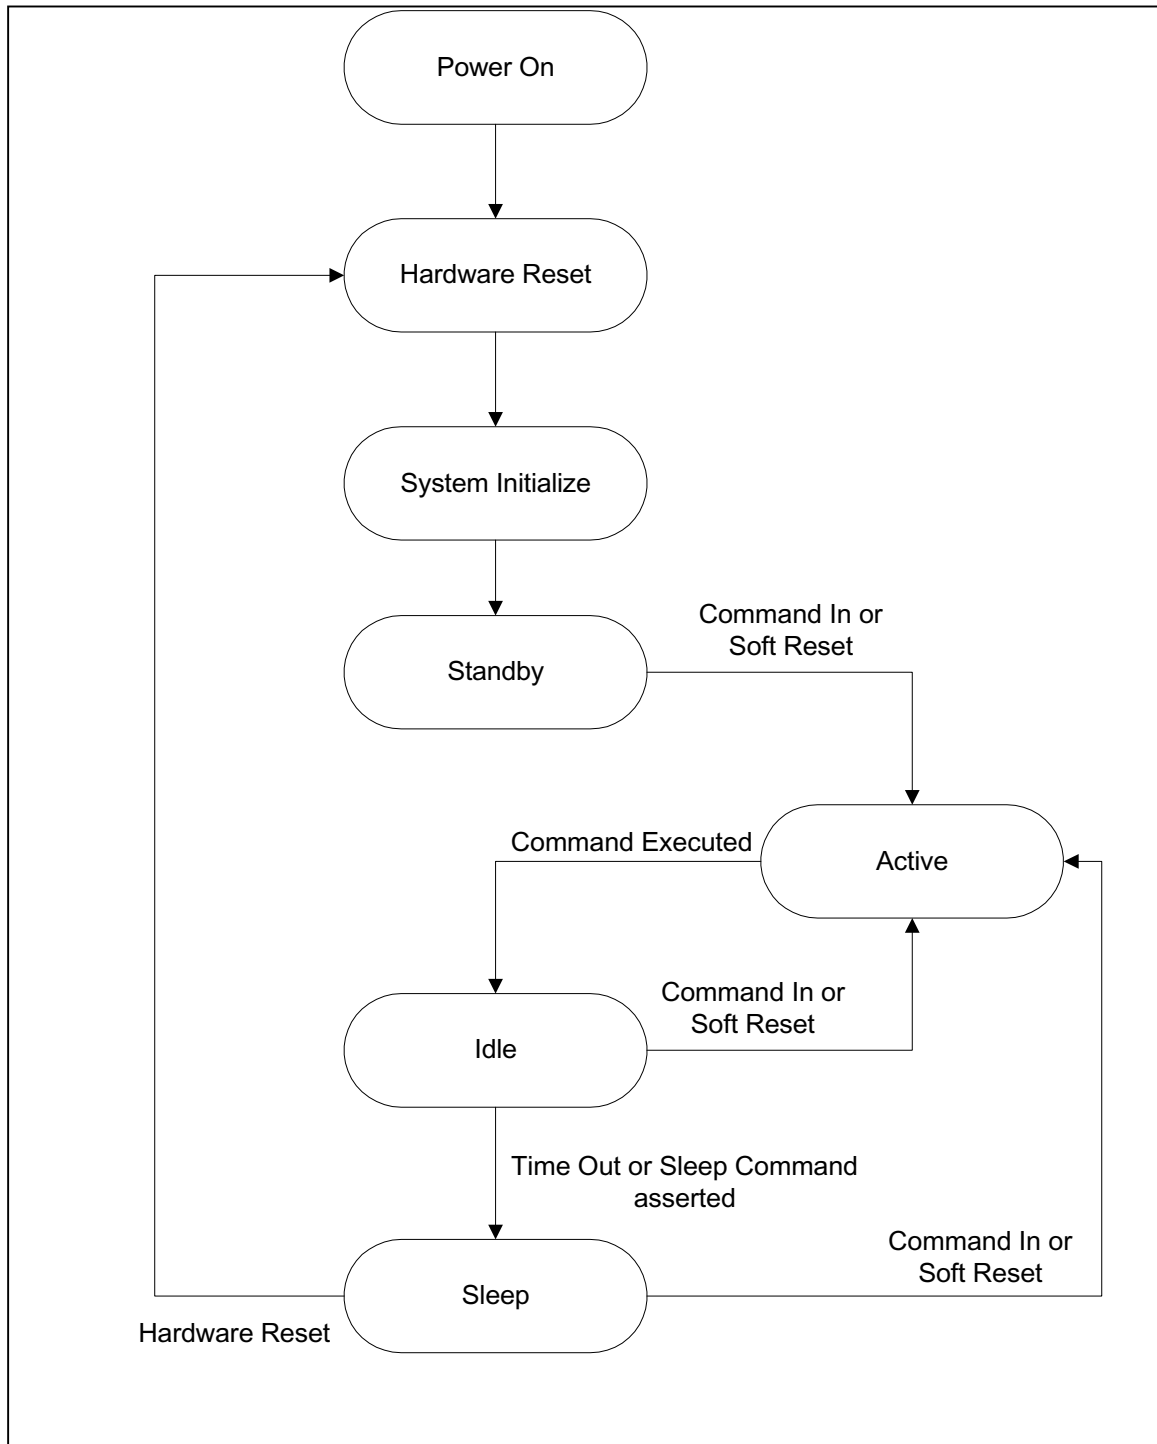 Power On
Hardware Reset
System Initialize
Command In or
Soft Reset
Standby
Command Executed
Active
Command In or
Soft Reset
Idle
Time Out or Sleep Command
asserted
Command In or
Soft Reset
Sleep
Hardware Reset